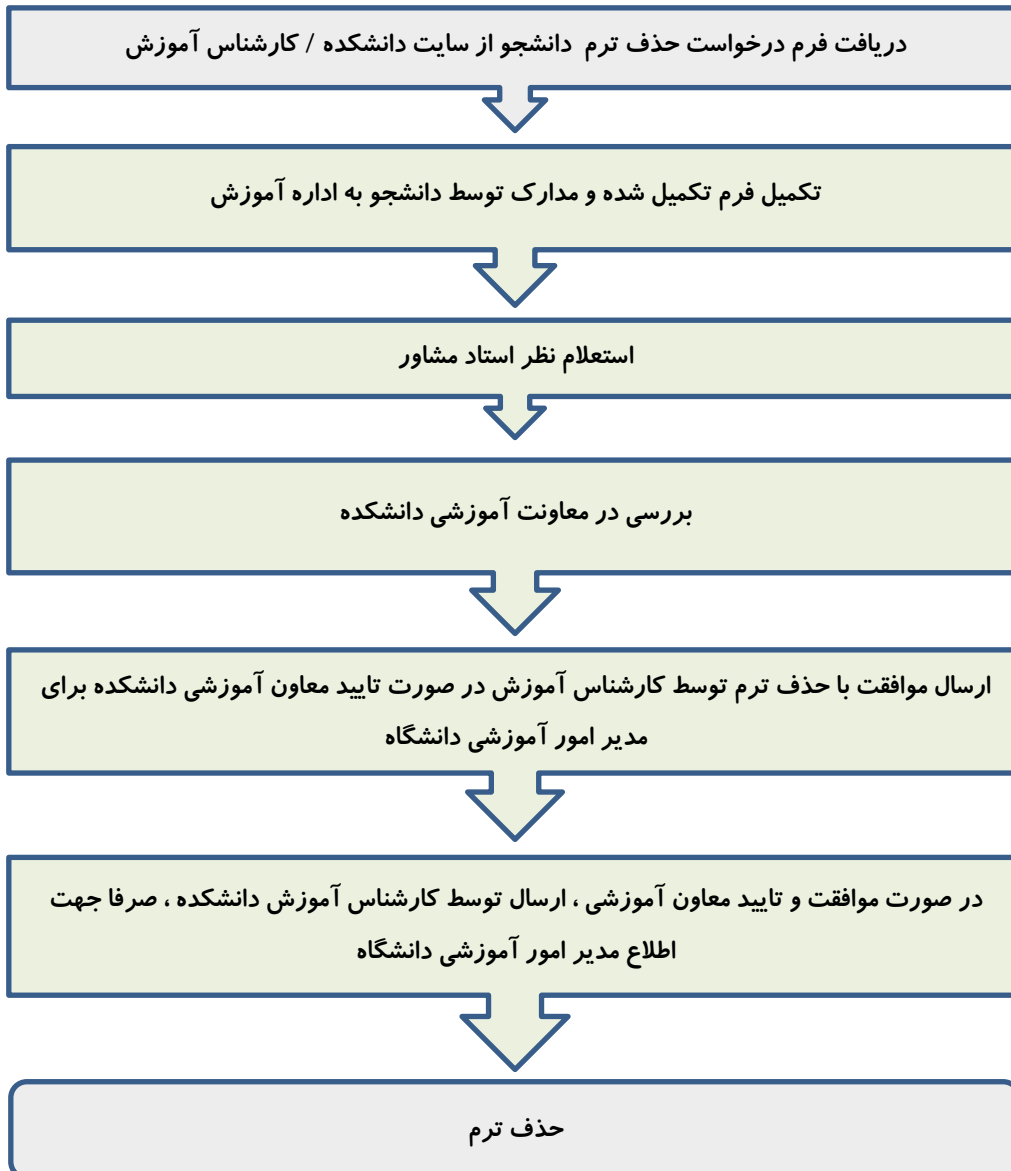 دریافت فرم درخواست حذف ترم دانشجو از سایت دانشکده / کارشناس آموزش
تکمیل فرم تکمیل شده و مدارک توسط دانشجو به اداره آموزش
استعلام نظر استاد مشاور
بررسی در معاونت آموزشی دانشکده
ارسال موافقت با حذف ترم توسط کارشناس آموزش در صورت تایید معاون آموزشی دانشکده برای
مدیر امور آموزشی دانشگاه
در صورت موافقت و تایید معاون آموزشی ، ارسال توسط کارشناس آموزش دانشکده ، صرفا جهت
اطلاع مدیر امور آموزشی دانشگاه
حذف ترم